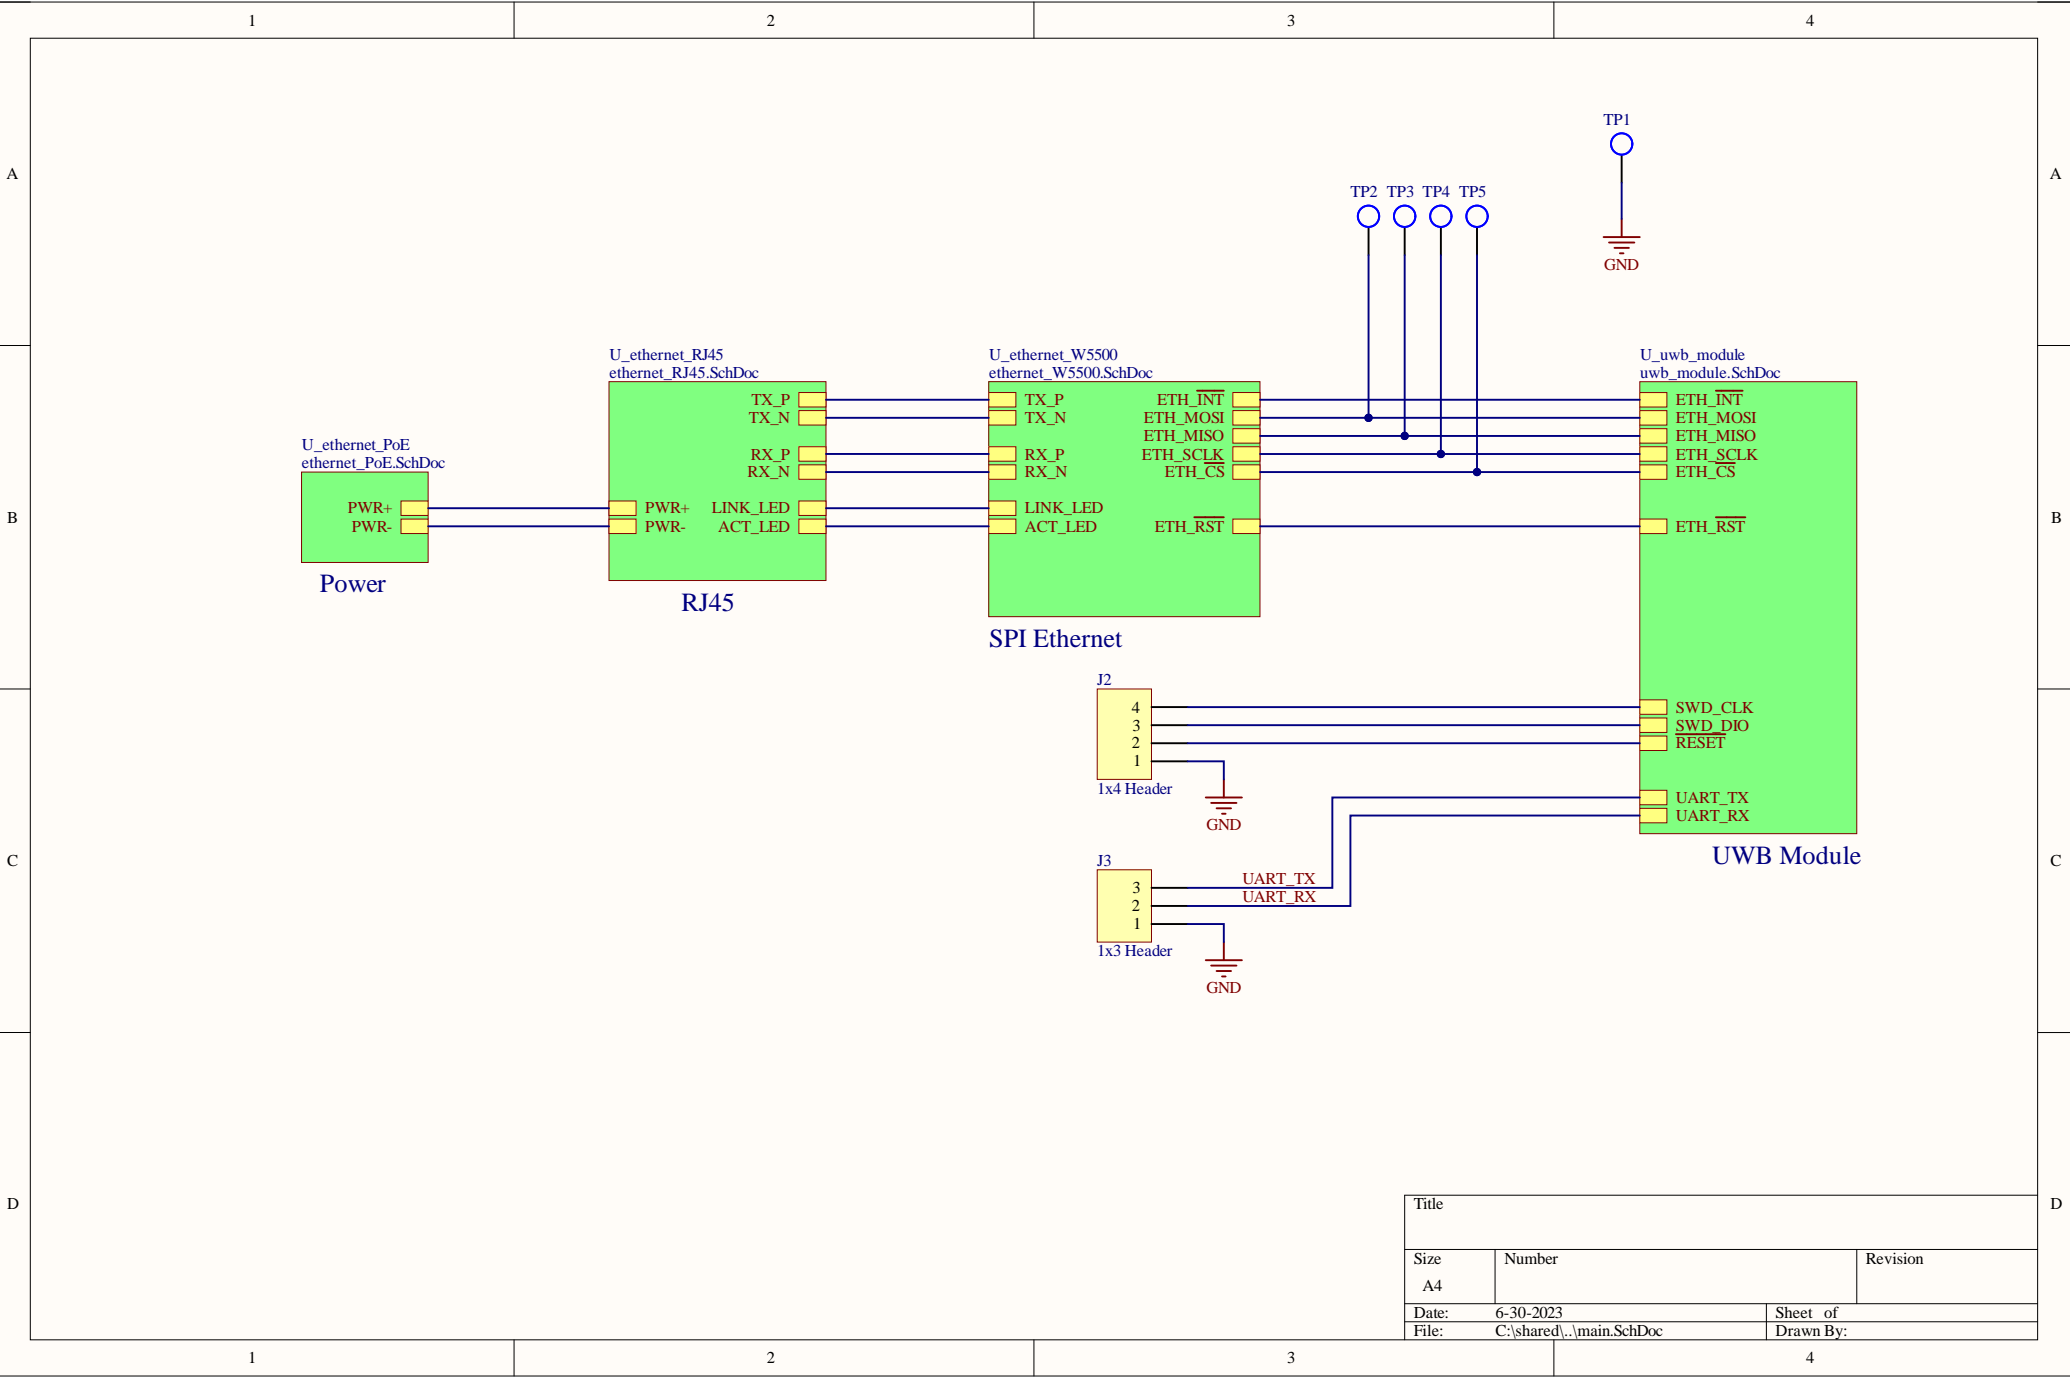 1 2 3 4
A A
TP1
TP2 TP3 TP4 TP5
GND
U_ethernet_RJ45
ethernet_RJ45.SchDoc
TX_P
TX_N
RX_P
RX_N
PWR+ LINK_LED
PWR- ACT_LED
RJ45
U_ethernet_W5500
ethernet_W5500.SchDoc
TX_P ETH_INT
TX_N ETH_MOSI
ETH_MISO
RX_P ETH_SCLK
RX_N ETH_CS
LINK_LED
ACT_LED ETH_RST
SPI Ethernet
U_uwb_module
uwb_module.SchDoc
ETH_INT
ETH_MOSI
ETH_MISO
ETH_SCLK
ETH_CS
ETH_RST
SWD_CLK
SWD_DIO
RESET
UART_TX
UART_RX
UWB Module
U_ethernet_PoE
ethernet_PoE.SchDoc
PWR+
PWR-
Power
B B
J2
4
3
2
1
1x4 Header
GND
C C
J3
3 UART_TX
2 UART_RX
1
1x3 Header
GND
D D
Title
Size Number Revision
A4
Date: 6-30-2023 Sheet of
File: C:\shared\..\main.SchDoc Drawn By:
1 2 3 4